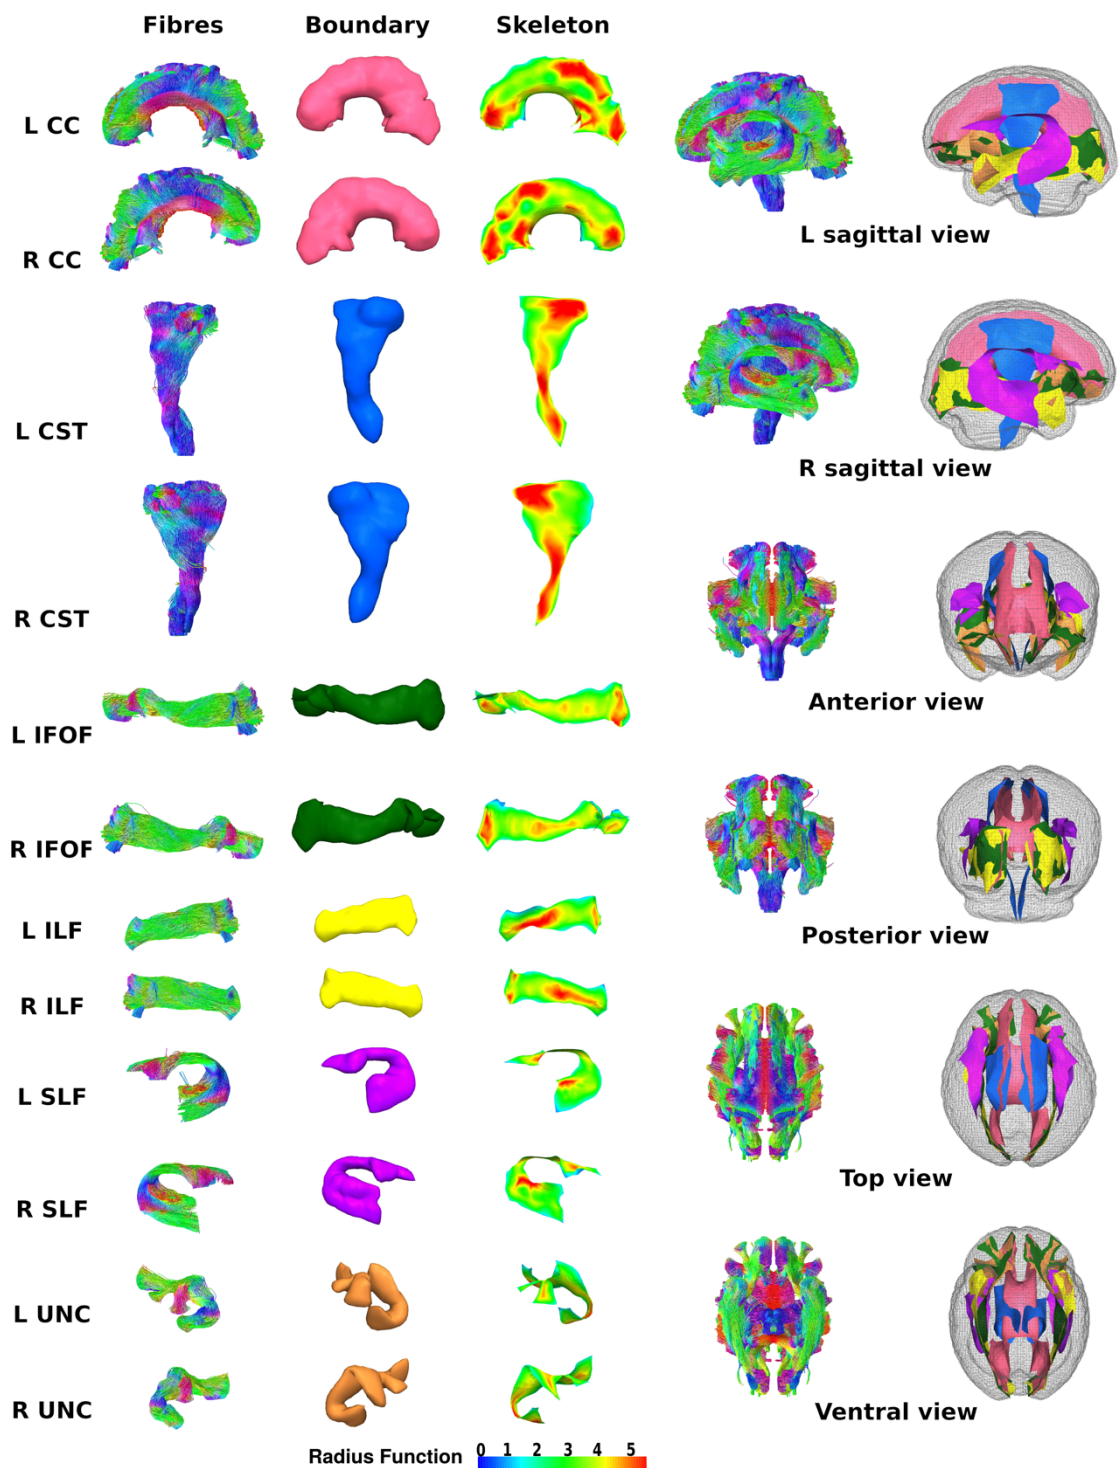 Fibres Boundary Skeleton
L CC
R CC
L CST
R CST
L IFOF
R IFOF
L ILF
R ILF
L SLF
R SLF
L UNC
R UNC
Radius Function 0 1 2 3 4 5
L sagittal view
R sagittal view
Anterior view
Posterior view
Top view
Ventral view